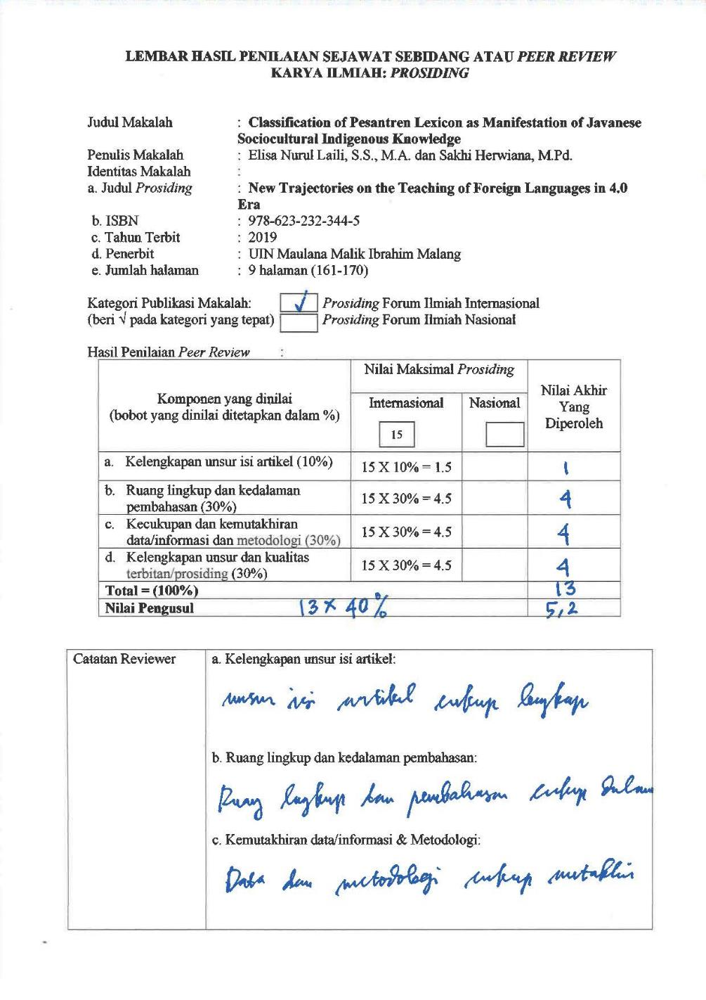 LEMBAR HASIL PENILAIAN SEJAWAT SEBIDANG ATAU PEER REVIEW
KARYA ILMIAH: PROSIDING
Judul Makalah : Classification of Pesantren Lexicon as Manifestation of Javanese
Sociocultural Indigenous Knowledge
Penulis Makalah : Elisa Nurul Laili, S.S., M.A. dan Sakhi Herwiana, M.Pd.
Identitas Makalah :
a. Judul Prosiding : New Trajectories on the Teaching of Foreign Languages in 4.0
Era
b. ISBN : 978-623-232-344-5
c. Tahun Terbit : 2019
d. Penerbit : UIN Maulana Malik Ibrahim Malang
e. Jumlah halaman : 9 halaman (161-170)
Kategori Publikasi Makalah: √ Prosiding Forum Ilmiah Internasional
(beri √ pada kategori yang tepat) Prosiding Forum Ilmiah Nasional
Hasil Penilaian Peer Review :
Komponen yang dinilai
(bobot yang dinilai ditetapkan dalam %)
Nilai Maksimal Prosiding
Internasional
15
Nasional
Nilai Akhir
Yang
Diperoleh
a. Kelengkapan unsur isi artikel (10%) 15 X 10% = 1.5 1
b. Ruang lingkup dan kedalaman
pembahasan (30%) 15 X 30% = 4.5 4
c. Kecukupan dan kemutakhiran
data/informasi dan metodologi (30%) 15 X 30% = 4.5 4
d. Kelengkapan unsur dan kualitas
terbitan/prosiding (30%) 15 X 30% = 4.5 4
Total = (100%) 13
Nilai Pengusul 13 x 40% 5,2
Catatan Reviewer
a. Kelengkapan unsur isi artikel:
unsur isi artikel cukup lengkap
b. Ruang lingkup dan kedalaman pembahasan:
Ruang lingkup dan pembahasan cukup dalam
c. Kemutakhiran data/informasi & Metodologi:
Data dan metodologi cukup mutakhir